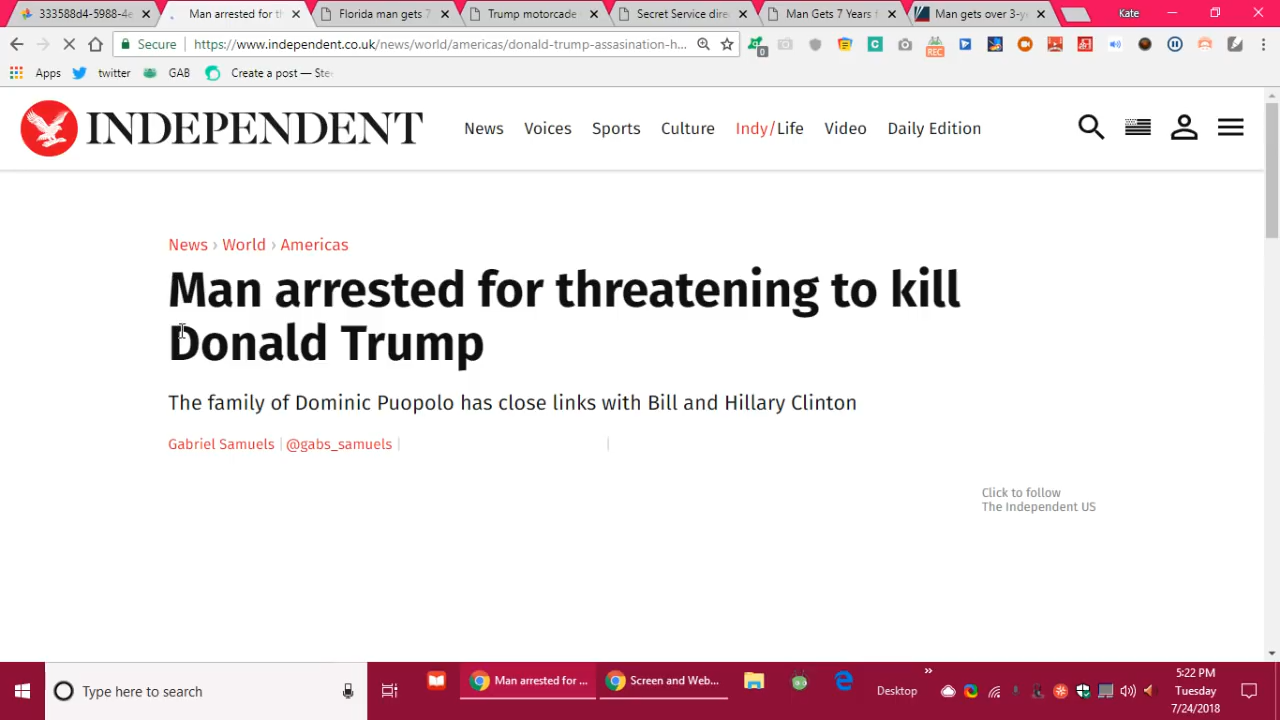 333588d4-5988-4e
Man arrested for th
Florida man gets 7
Trump motorcade
Secret Service dire
Man Gets 7 Years f
Man gets over 3-ye
Kate
Secure
https://www.independent.co.uk/news/world/americas/donald-trump-assasination-h...
0
REC
Apps
twitter
GAB
Create a post — Ste
INDEPENDENT
News
Voices
Sports
Culture
Indy/Life
Video
Daily Edition
News › World › Americas
Man arrested for threatening to kill
Donald Trump
The family of Dominic Puopolo has close links with Bill and Hillary Clinton
Gabriel Samuels | @gabs_samuels |
Click to follow
The Independent US
Type here to search
Man arrested for ...
Screen and Web...
Desktop
5:22 PM
Tuesday
7/24/2018